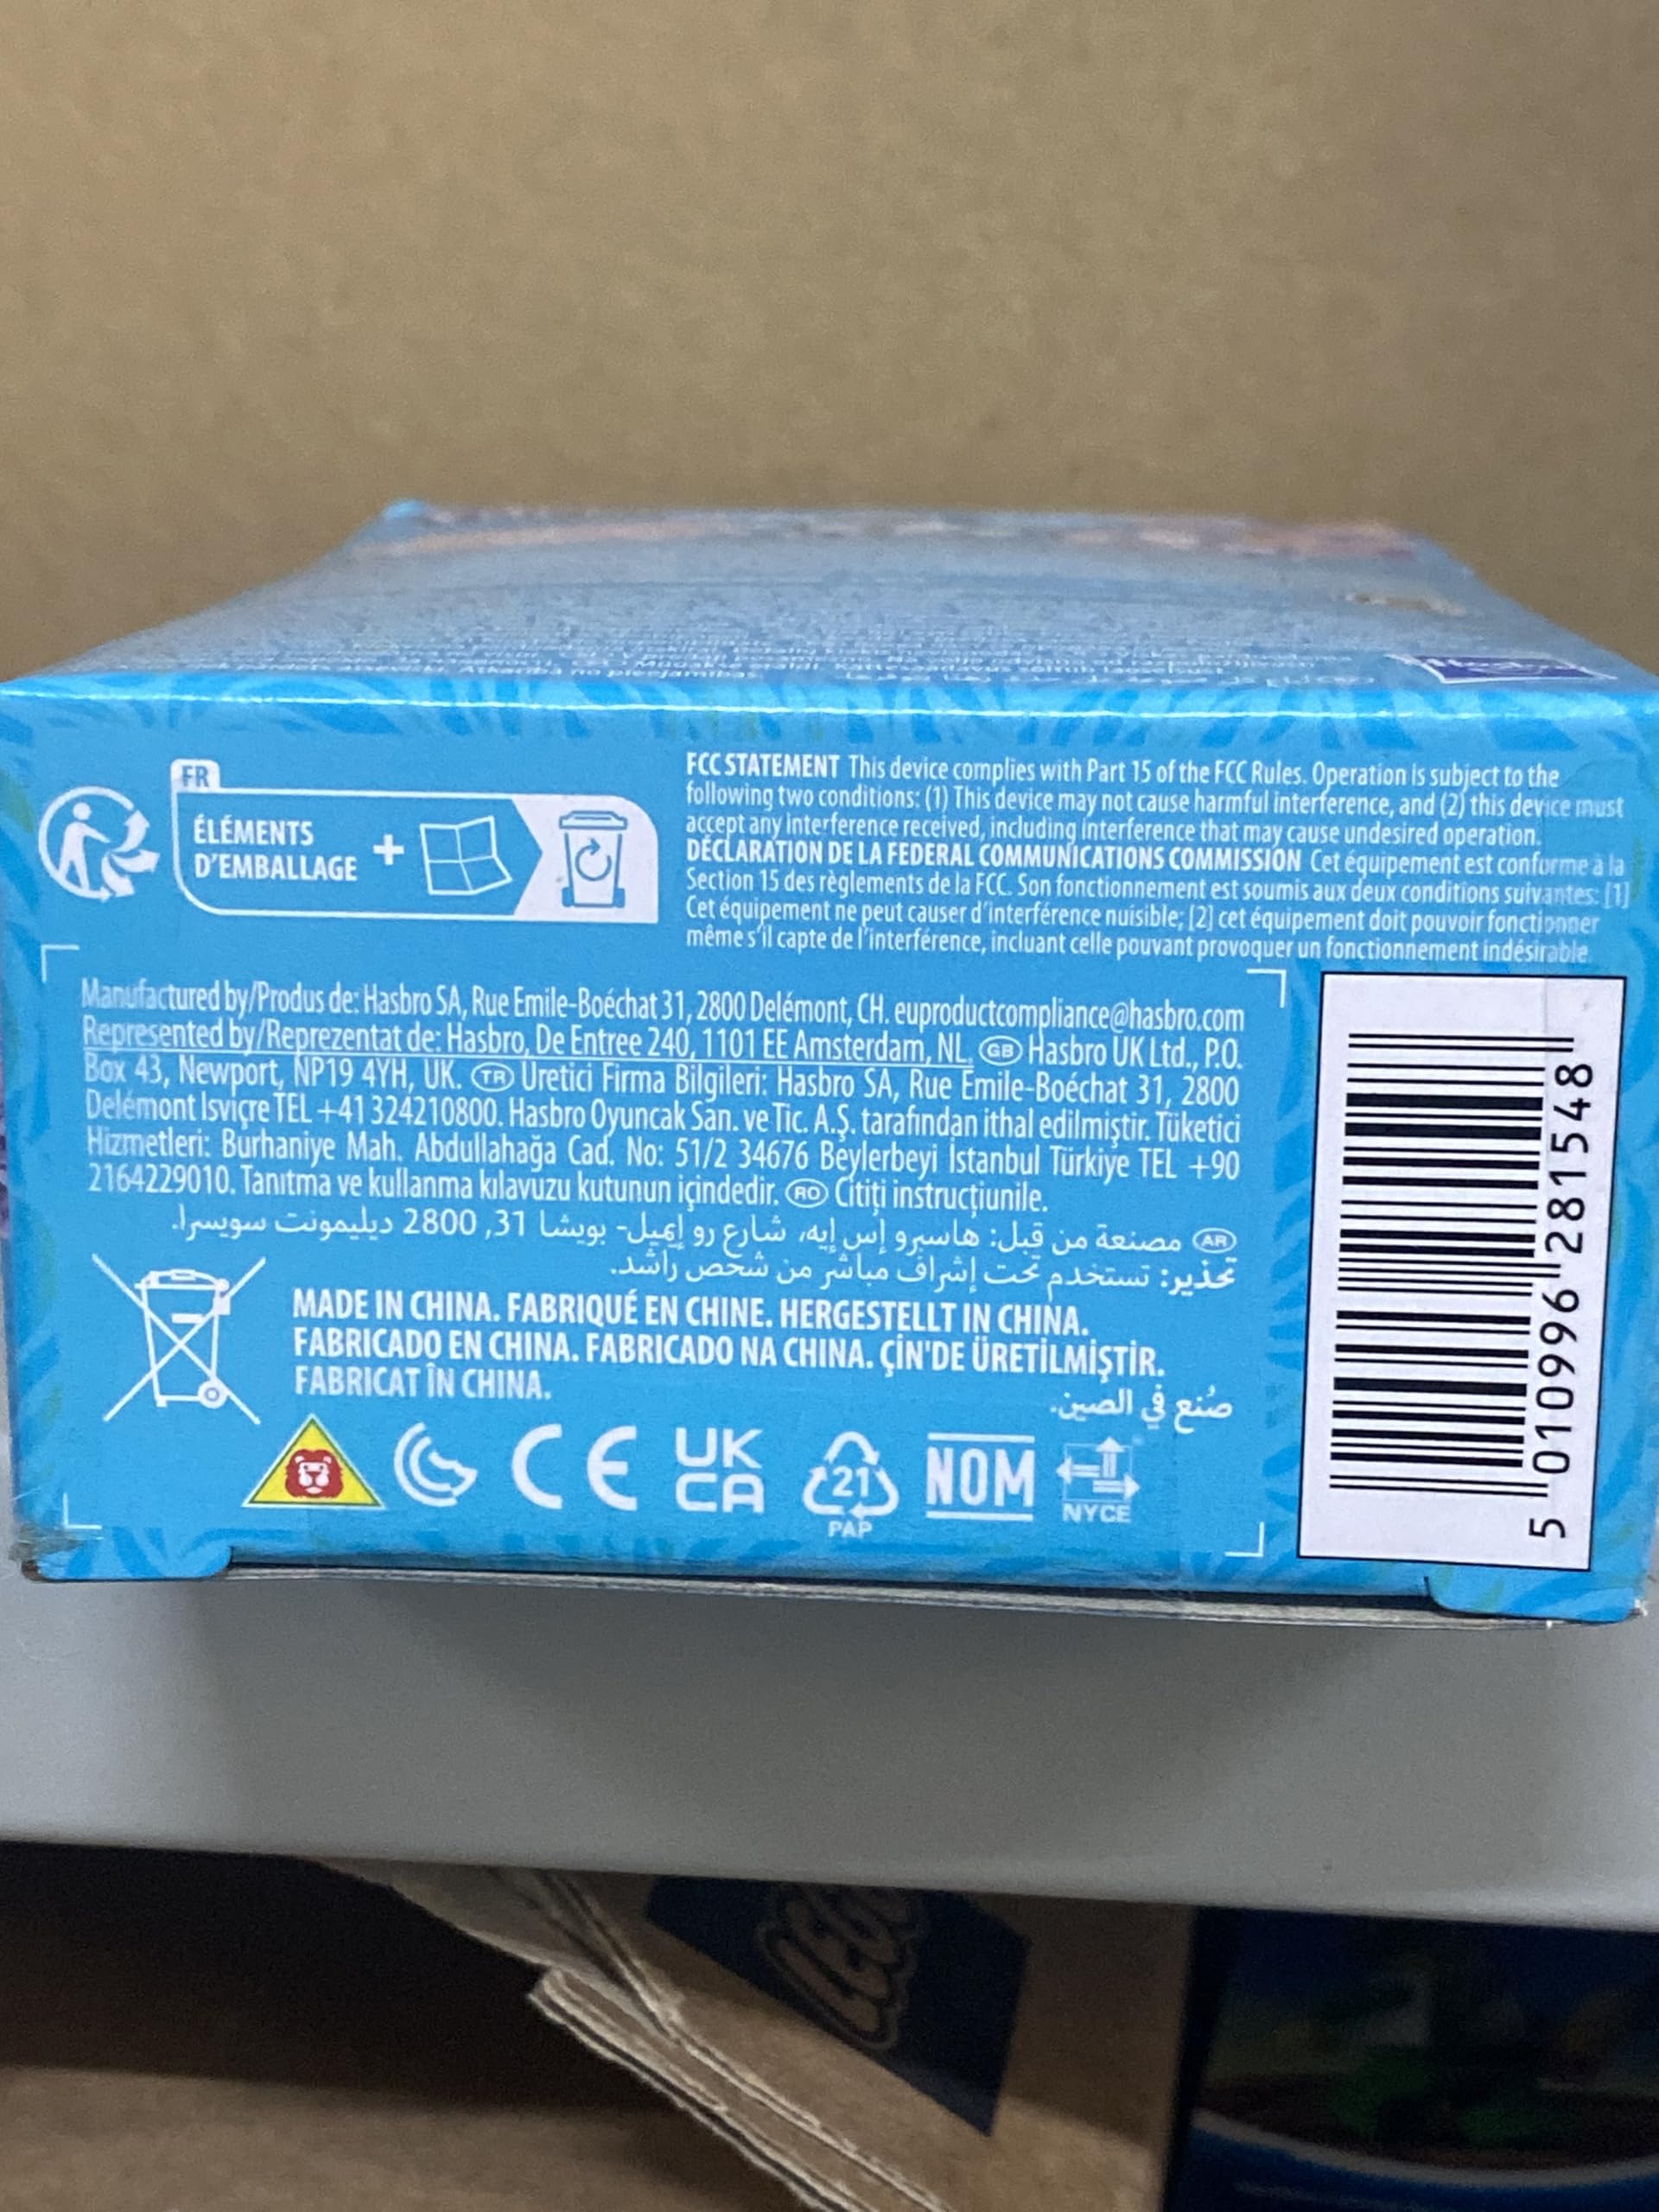 FR
ÉLÉMENTS
D'EMBALLAGE
+
FCC STATEMENT This device complies with Part 15 of the FCC Rules. Operation is subject to the
following two conditions: (1) This device may not cause harmful interference, and (2) this device must
accept any interference received, including interference that may cause undesired operation.
DÉCLARATION DE LA FEDERAL COMMUNICATIONS COMMISSION Cet équipement est conforme à la
Section 15 des règlements de la FCC. Son fonctionnement est soumis aux deux conditions suivantes: [1]
Cet équipement ne peut causer d'interférence nuisible; [2] cet équipement doit pouvoir fonctionner
même s'il capte de l'interférence, incluant celle pouvant provoquer un fonctionnement indésirable.
Manufactured by/Produs de: Hasbro SA, Rue Emile-Boéchat 31, 2800 Delémont, CH. euproductcompliance@hasbro.com
Represented by/Reprezentat de: Hasbro, De Entree 240, 1101 EE Amsterdam, NL. GB Hasbro UK Ltd., P.O.
Box 43, Newport, NP19 4YH, UK. TR Üretici Firma Bilgileri: Hasbro SA, Rue Emile-Boéchat 31, 2800
Delémont Isviçre TEL +41 324210800. Hasbro Oyuncak San. ve Tic. A.Ş. tarafından ithal edilmiştir. Tüketici
Hizmetleri: Burhaniye Mah. Abdullahağa Cad. No: 51/2 34676 Beylerbeyi İstanbul Türkiye TEL +90
2164229010. Tanıtma ve kullanma kılavuzu kutunun içindedir. RO Citiți instrucțiunile.
AR مصنعة من قبل: هاسبرو إس إيه، شارع رو إيميل- بويشا 31, 2800 ديليمونت سويسرا.
تحذير: تستخدم تحت إشراف مباشر من شخص راشد.
MADE IN CHINA. FABRIQUÉ EN CHINE. HERGESTELLT IN CHINA.
FABRICADO EN CHINA. FABRICADO NA CHINA. ÇİN'DE ÜRETİLMİŞTİR.
FABRICAT ÎN CHINA.
صُنع في الصين.
CE
UK
CA
21
PAP
NOM
NYCE
5 010996 281548
LEGO